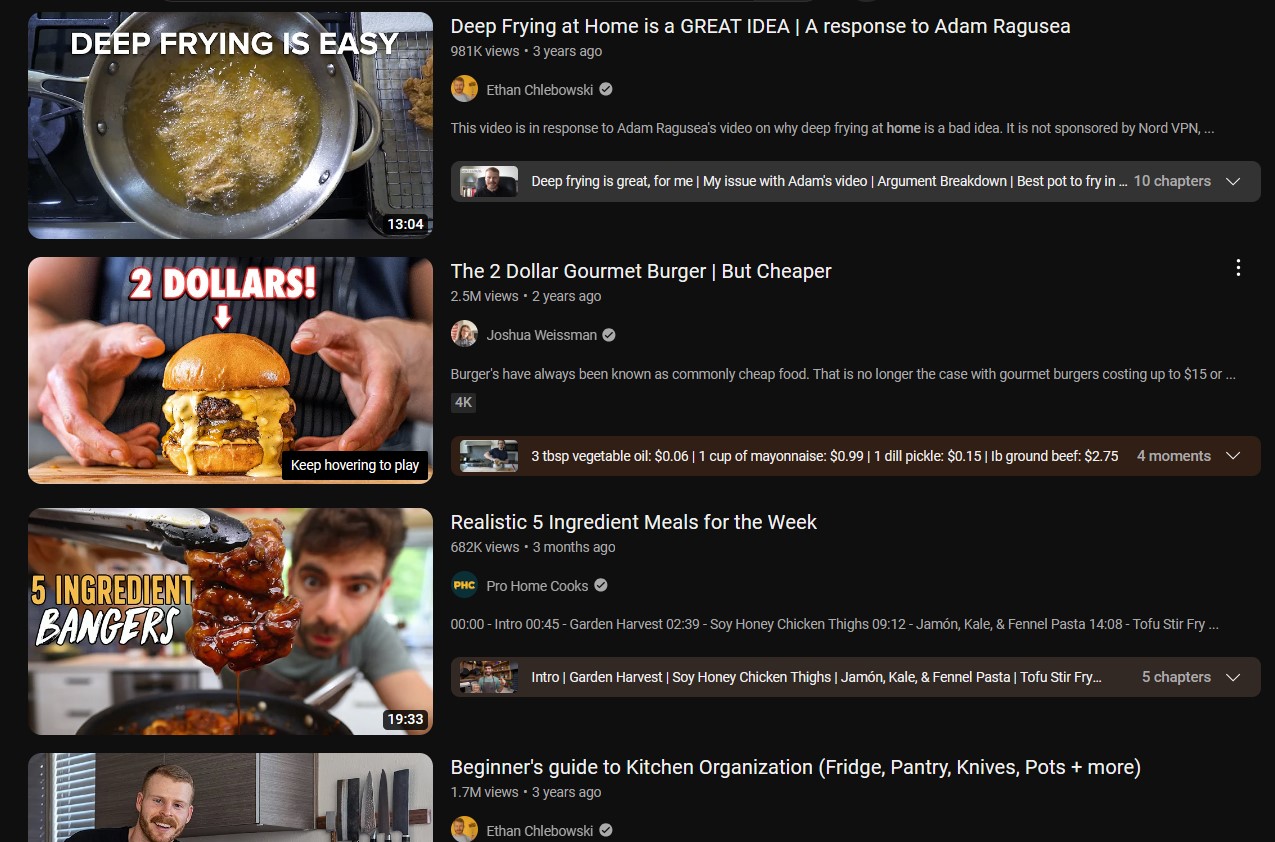 DEEP FRYING IS EASY
13:04
Deep Frying at Home is a GREAT IDEA | A response to Adam Ragusea
981K views • 3 years ago
Ethan Chlebowski
This video is in response to Adam Ragusea's video on why deep frying at home is a bad idea. It is not sponsored by Nord VPN, ...
Deep frying is great, for me | My issue with Adam's video | Argument Breakdown | Best pot to fry in ... 10 chapters
2 DOLLARS!
Keep hovering to play
The 2 Dollar Gourmet Burger | But Cheaper
2.5M views • 2 years ago
Joshua Weissman
Burger's have always been known as commonly cheap food. That is no longer the case with gourmet burgers costing up to $15 or ...
4K
3 tbsp vegetable oil: $0.06 | 1 cup of mayonnaise: $0.99 | 1 dill pickle: $0.15 | lb ground beef: $2.75 4 moments
5 INGREDIENT
BANGERS
19:33
Realistic 5 Ingredient Meals for the Week
682K views • 3 months ago
PHC Pro Home Cooks
00:00 - Intro 00:45 - Garden Harvest 02:39 - Soy Honey Chicken Thighs 09:12 - Jamón, Kale, & Fennel Pasta 14:08 - Tofu Stir Fry ...
Intro | Garden Harvest | Soy Honey Chicken Thighs | Jamón, Kale, & Fennel Pasta | Tofu Stir Fry... 5 chapters
Beginner's guide to Kitchen Organization (Fridge, Pantry, Knives, Pots + more)
1.7M views • 3 years ago
Ethan Chlebowski